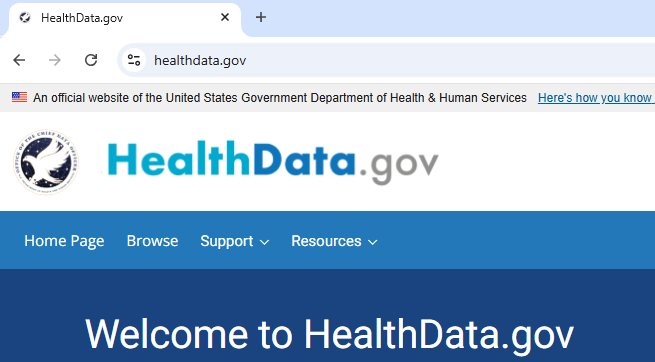 HealthData.gov
healthdata.gov
An official website of the United States Government Department of Health & Human Services Here's how you know
HealthData.gov
Home Page Browse Support Resources
Welcome to HealthData.gov